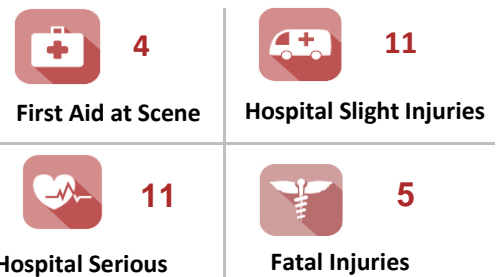 4
First Aid at Scene
11
Hospital Slight Injuries
11
Hospital Serious
5
Fatal Injuries